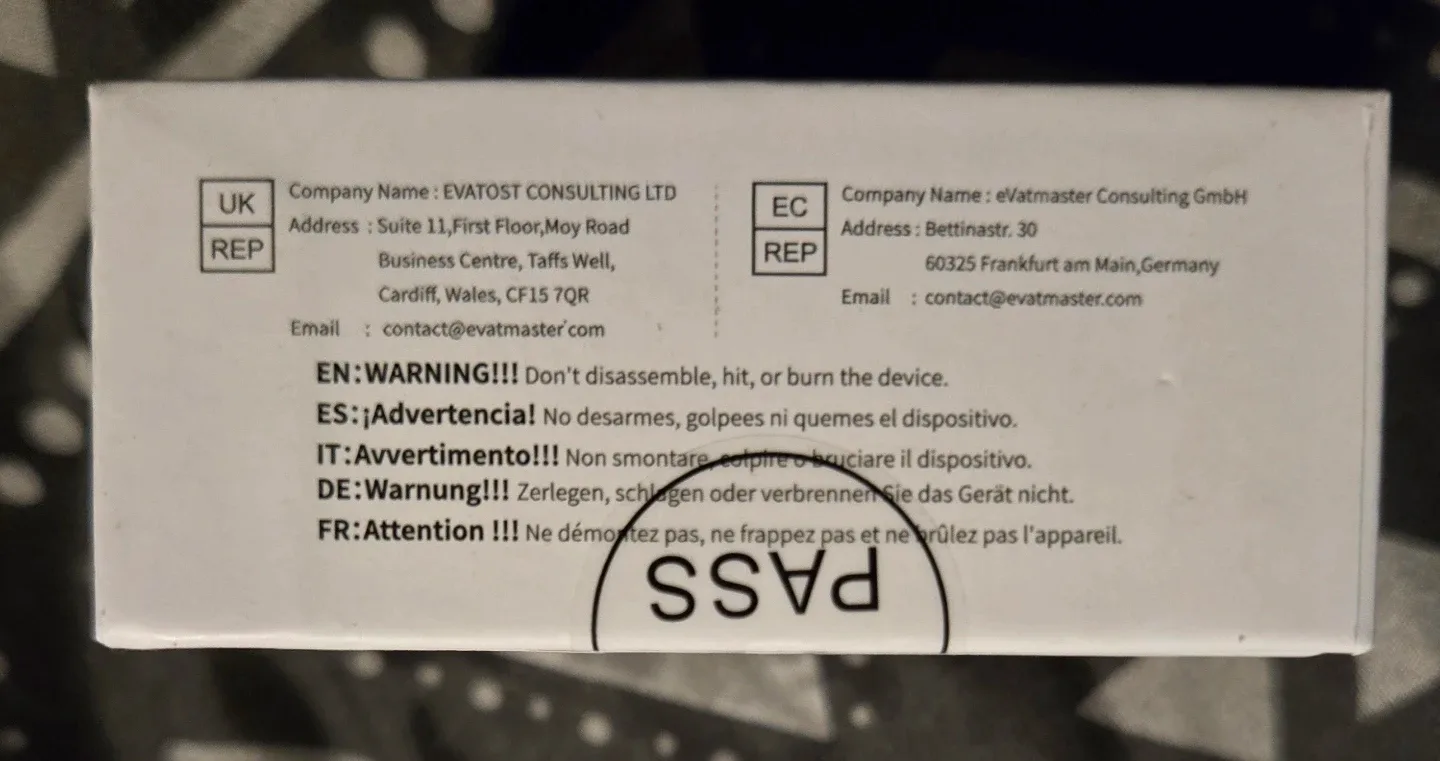 UK
REP
Company Name : EVATOST CONSULTING LTD
Address : Suite 11,First Floor,Moy Road
Business Centre, Taffs Well,
Cardiff, Wales, CF15 7QR
Email : contact@evatmaster.com
EC
REP
Company Name : eVatmaster Consulting GmbH
Address : Bettinastr. 30
60325 Frankfurt am Main,Germany
Email : contact@evatmaster.com
EN:WARNING!!! Don't disassemble, hit, or burn the device.
ES:¡Advertencia! No desarmes, golpees ni quemes el dispositivo.
IT:Avvertimento!!! Non smontare, colpire o bruciare il dispositivo.
DE:Warnung!!! Zerlegen, schlagen oder verbrennen Sie das Gerät nicht.
FR:Attention !!! Ne démontez pas, ne frappez pas et ne brûlez pas l'appareil.
PASS